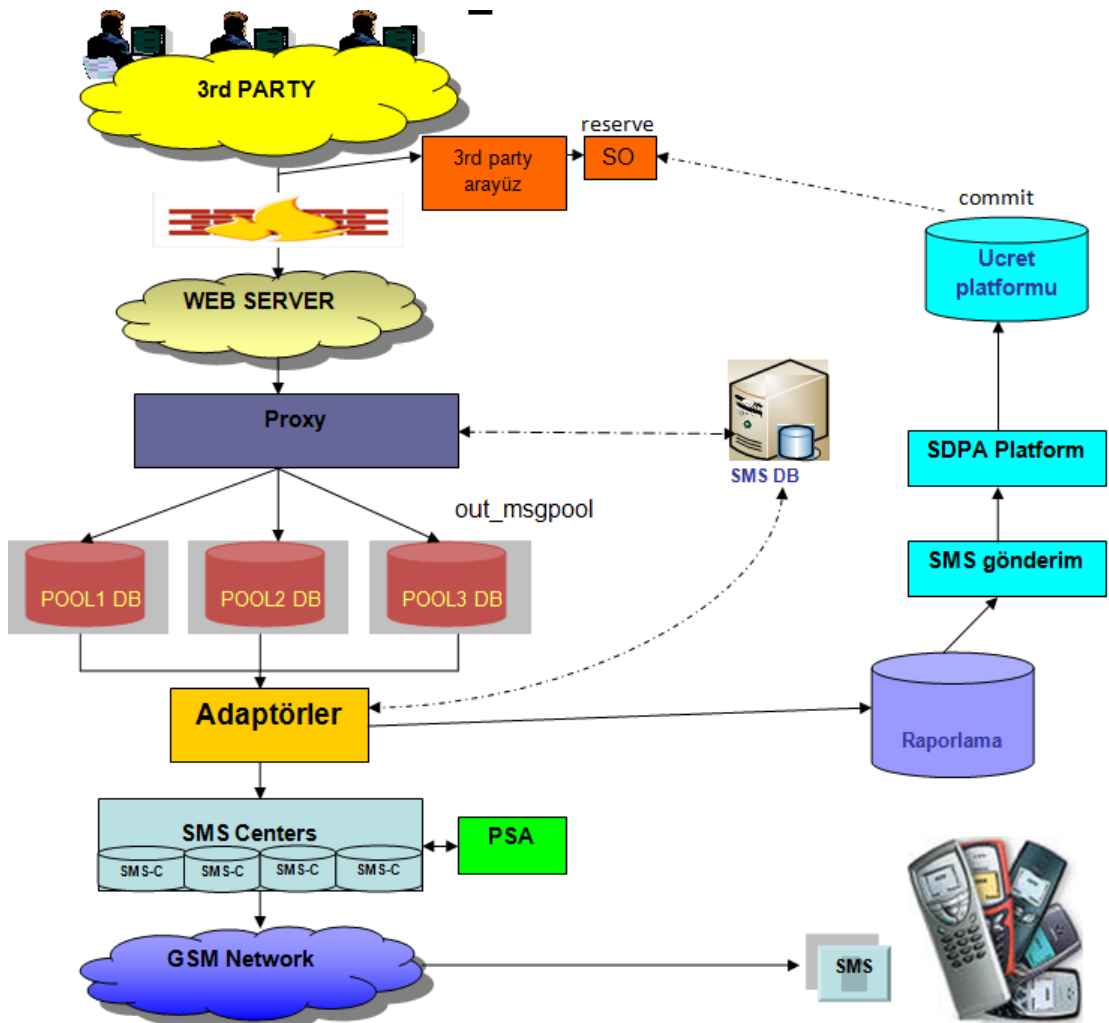 3rd PARTY
reserve
3rd party
arayüz
SO
commit
Ucret
platformu
WEB SERVER
Proxy
SMS DB
SDPA Platform
out_msgpool
SMS gönderim
POOL1 DB
POOL2 DB
POOL3 DB
Adaptörler
Raporlama
SMS Centers
PSA
SMS-C
SMS-C
SMS-C
SMS-C
GSM Network
SMS